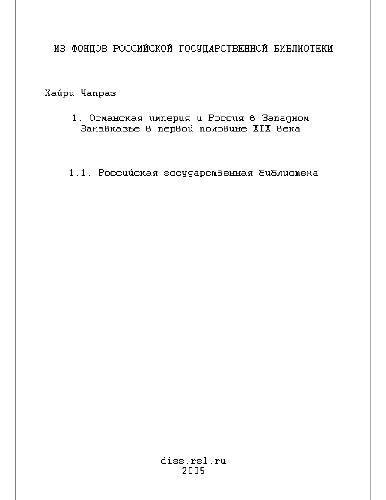 ИЗ ФОНДОВ РОССИЙСКОЙ ГОСУДАРСТВЕННОЙ БИБЛИОТЕКИ
Хайри Чапраз
1. Османская империя и Россия в Западном
Закавказье в первой половине XIX века
1.1. Российская государственная библиотека
diss.rsl.ru
2005